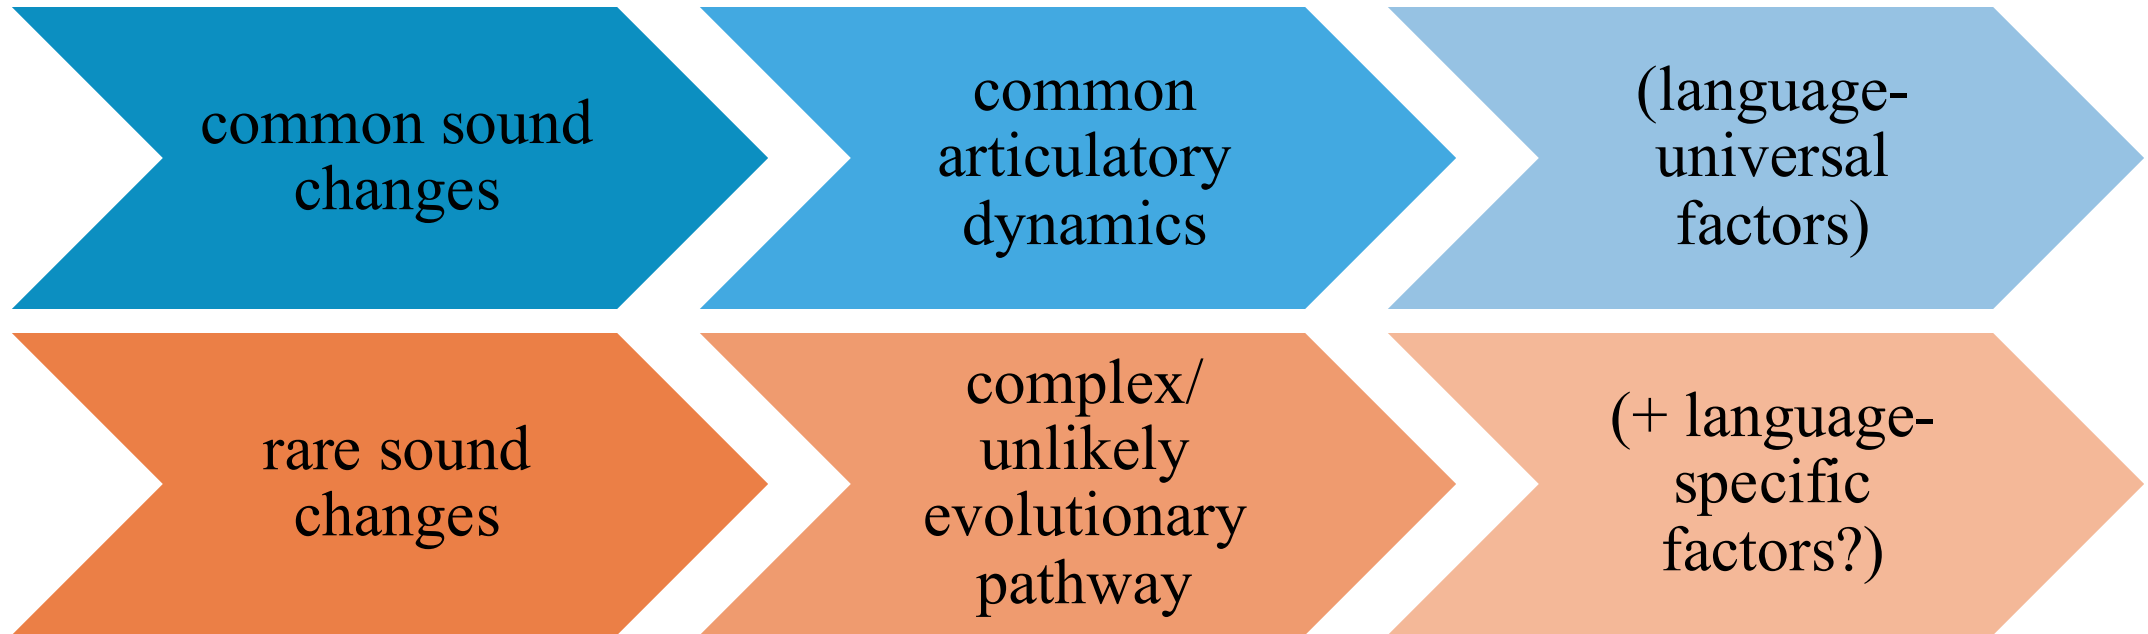 common sound
changes
common
articulatory
dynamics
(language-
universal
factors)
rare sound
changes
complex/
unlikely
evolutionary
pathway
(+ language-
specific
factors?)